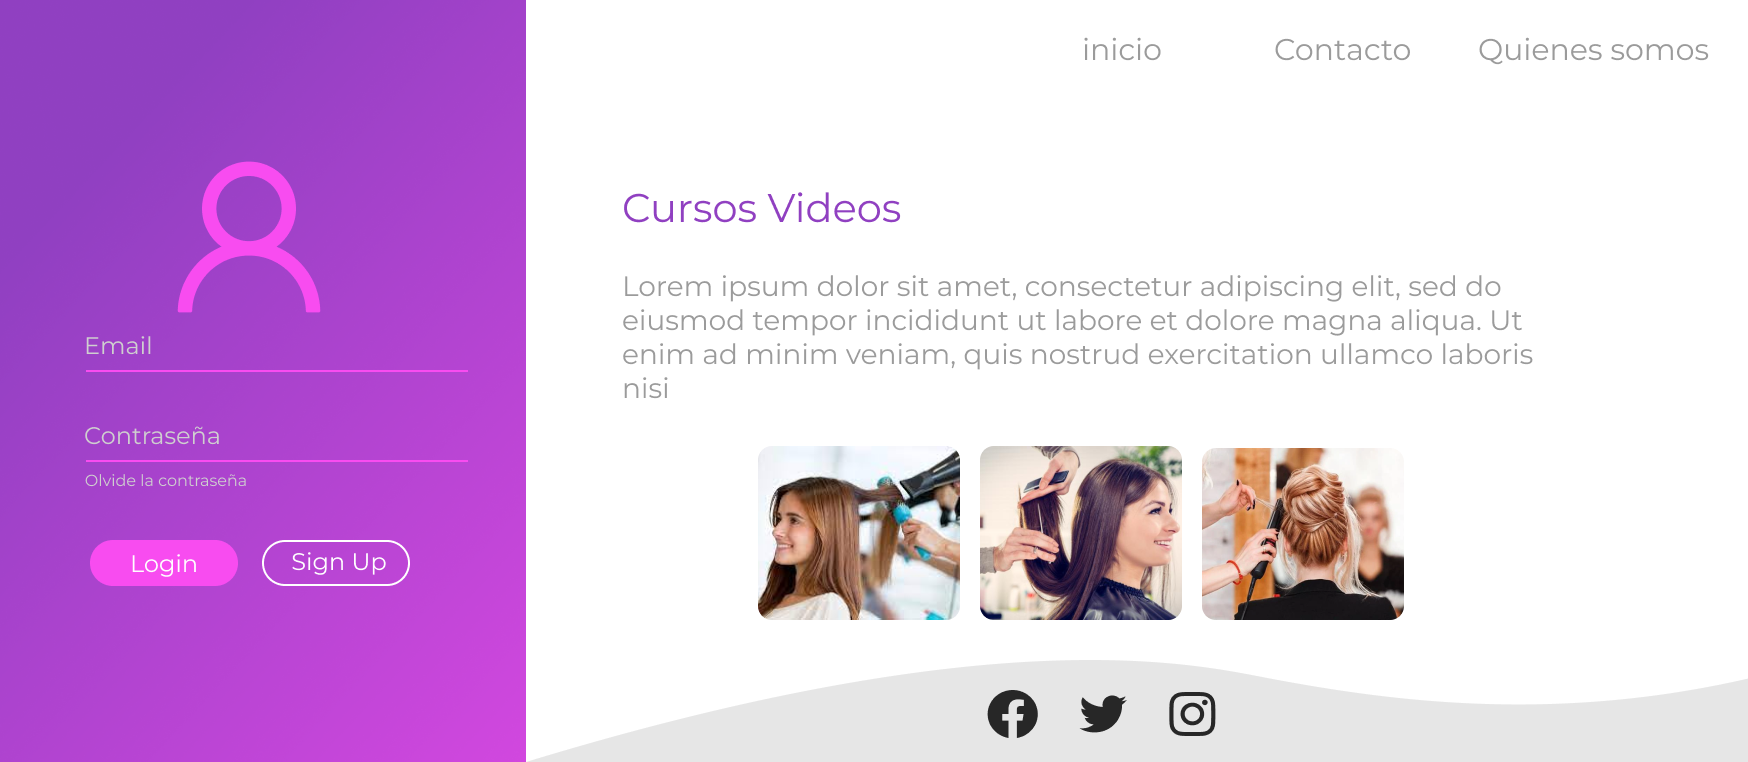 inicio
Contacto
Quienes somos
Email
Contraseña
Olvide la contraseña
Login
Sign Up
Cursos Videos
Lorem ipsum dolor sit amet, consectetur adipiscing elit, sed do
eiusmod tempor incididunt ut labore et dolore magna aliqua. Ut
enim ad minim veniam, quis nostrud exercitation ullamco laboris
nisi